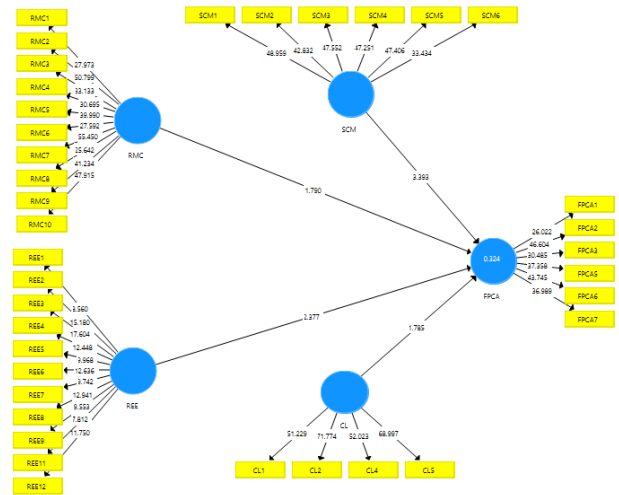 RMC1
RMC2
RMC3
RMC4
RMC5
RMC6
RMC7
RMC8
RMC9
RMC10
27.973
50.799
33.133
30.695
39.990
27.592
55.450
25.642
41.234
47.915
RMC
SCM1
SCM2
SCM3
SCM4
SCM5
SCM6
48.959
42.832
47.552
47.251
47.406
33.434
SCM
1.790
3.393
2.377
1.785
REE1
REE2
REE3
REE4
REE5
REE6
REE7
REE8
REE9
REE11
REE12
3.560
15.180
17.604
12.448
3.968
12.636
3.742
12.941
9.553
7.812
11.750
REE
CL
51.229
71.774
52.023
68.997
CL1
CL2
CL4
CL5
0.324
FPCA
26.022
46.604
30.485
37.358
43.745
36.989
FPCA1
FPCA2
FPCA3
FPCA5
FPCA6
FPCA7